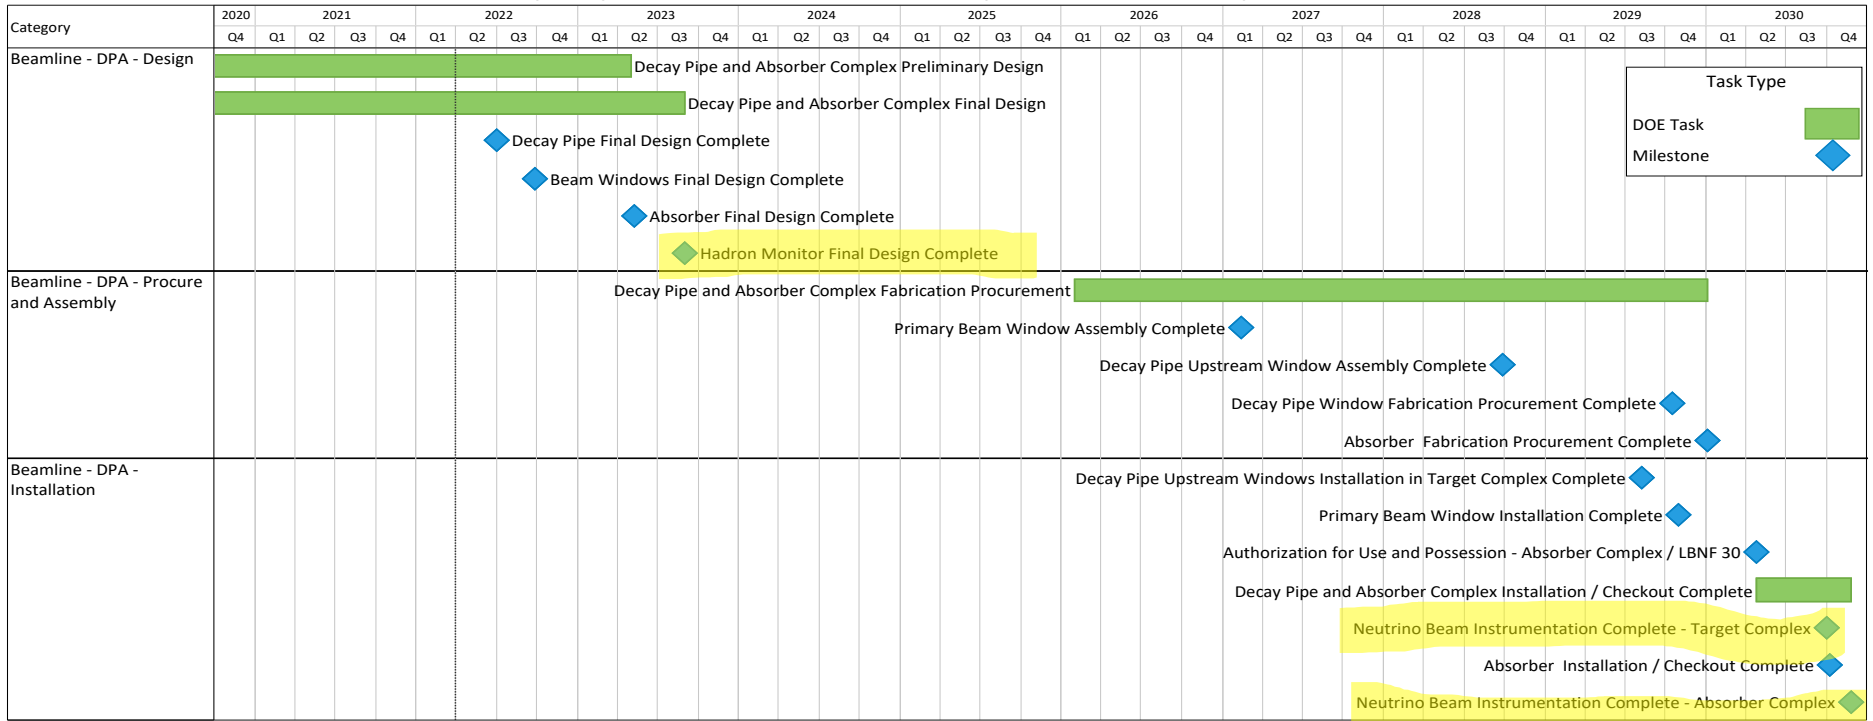 Category
2020 2021 2022 2023 2024 2025 2026 2027 2028 2029 2030
Q4 Q1 Q2 Q3 Q4 Q1 Q2 Q3 Q4 Q1 Q2 Q3 Q4 Q1 Q2 Q3 Q4 Q1 Q2 Q3 Q4 Q1 Q2 Q3 Q4 Q1 Q2 Q3 Q4 Q1 Q2 Q3 Q4 Q1 Q2 Q3 Q4 Q1 Q2 Q3 Q4
Beamline - DPA - Design
Decay Pipe and Absorber Complex Preliminary Design
Decay Pipe and Absorber Complex Final Design
Decay Pipe Final Design Complete
Beam Windows Final Design Complete
Absorber Final Design Complete
Hadron Monitor Final Design Complete
Task Type
DOE Task
Milestone
Beamline - DPA - Procure
and Assembly
Decay Pipe and Absorber Complex Fabrication Procurement
Primary Beam Window Assembly Complete
Decay Pipe Upstream Window Assembly Complete
Decay Pipe Window Fabrication Procurement Complete
Absorber Fabrication Procurement Complete
Beamline - DPA -
Installation
Decay Pipe Upstream Windows Installation in Target Complex Complete
Primary Beam Window Installation Complete
Authorization for Use and Possession - Absorber Complex / LBNF 30
Decay Pipe and Absorber Complex Installation / Checkout Complete
Neutrino Beam Instrumentation Complete - Target Complex
Absorber Installation / Checkout Complete
Neutrino Beam Instrumentation Complete - Absorber Complex